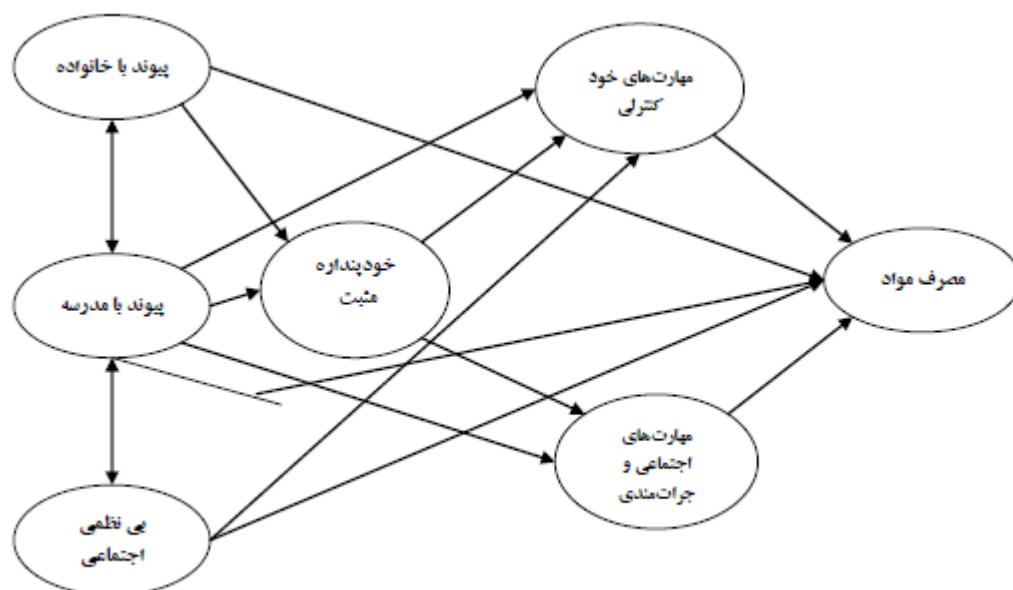 پیوند با خانواده
مهارت‌های خود
کنترلی
خودپنداره
مثبت
پیوند با مدرسه
مصرف مواد
مهارت‌های
اجتماعی و
جرات‌مندی
بی نظمی
اجتماعی